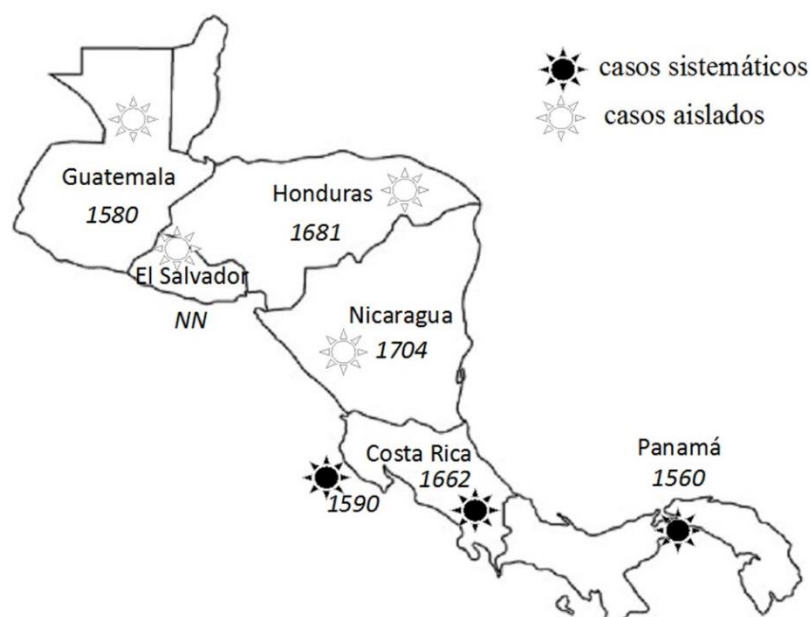 casos sistemáticos
casos aislados
Guatemala
1580
Honduras
1681
El Salvador
NN
Nicaragua
1704
Costa Rica
1662
1590
Panamá
1560